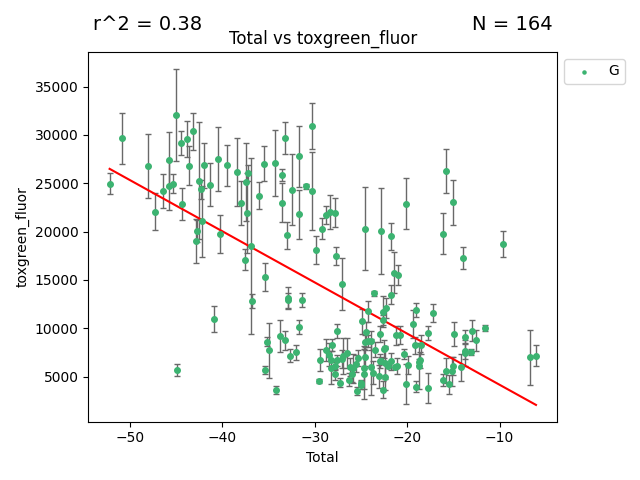 r^2 = 0.38
N = 164
Total vs toxgreen_fluor
G
35000
30000
25000
20000
15000
10000
5000
toxgreen_fluor
−50
−40
−30
−20
−10
Total